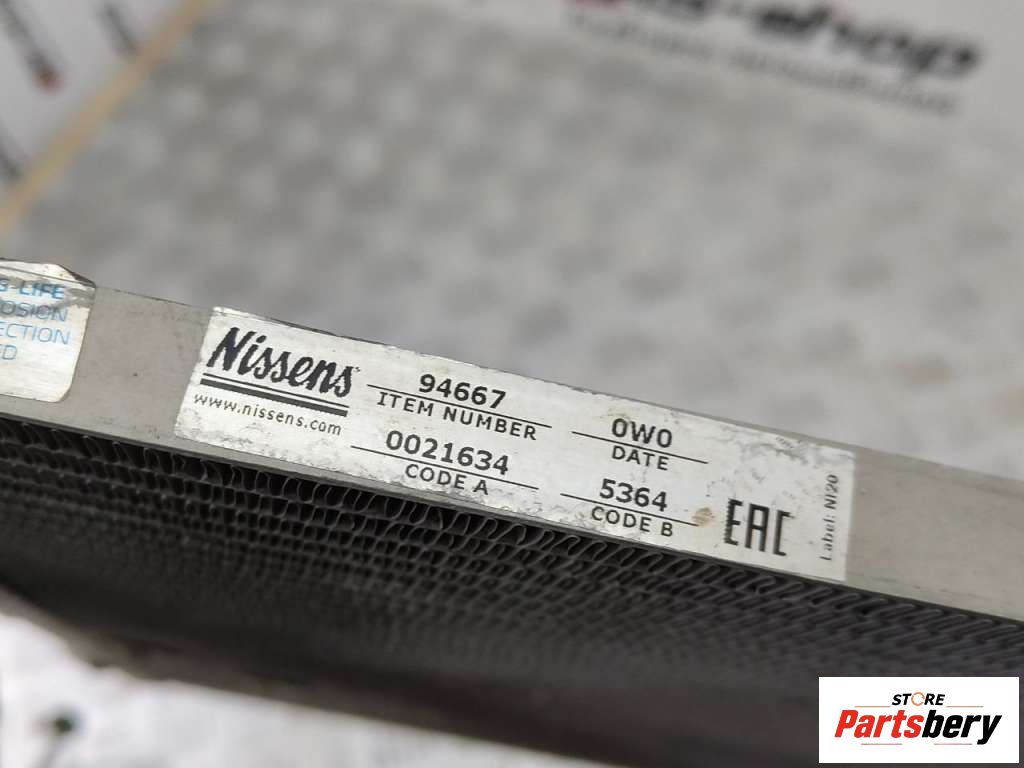 G-LIFE
OSION
ECTION
ED
Nissens
www.nissens.com
94667
ITEM NUMBER
0W0
DATE
0021634
CODE A
5364
CODE B
EAC
Label: NI20
STORE
Partsbery